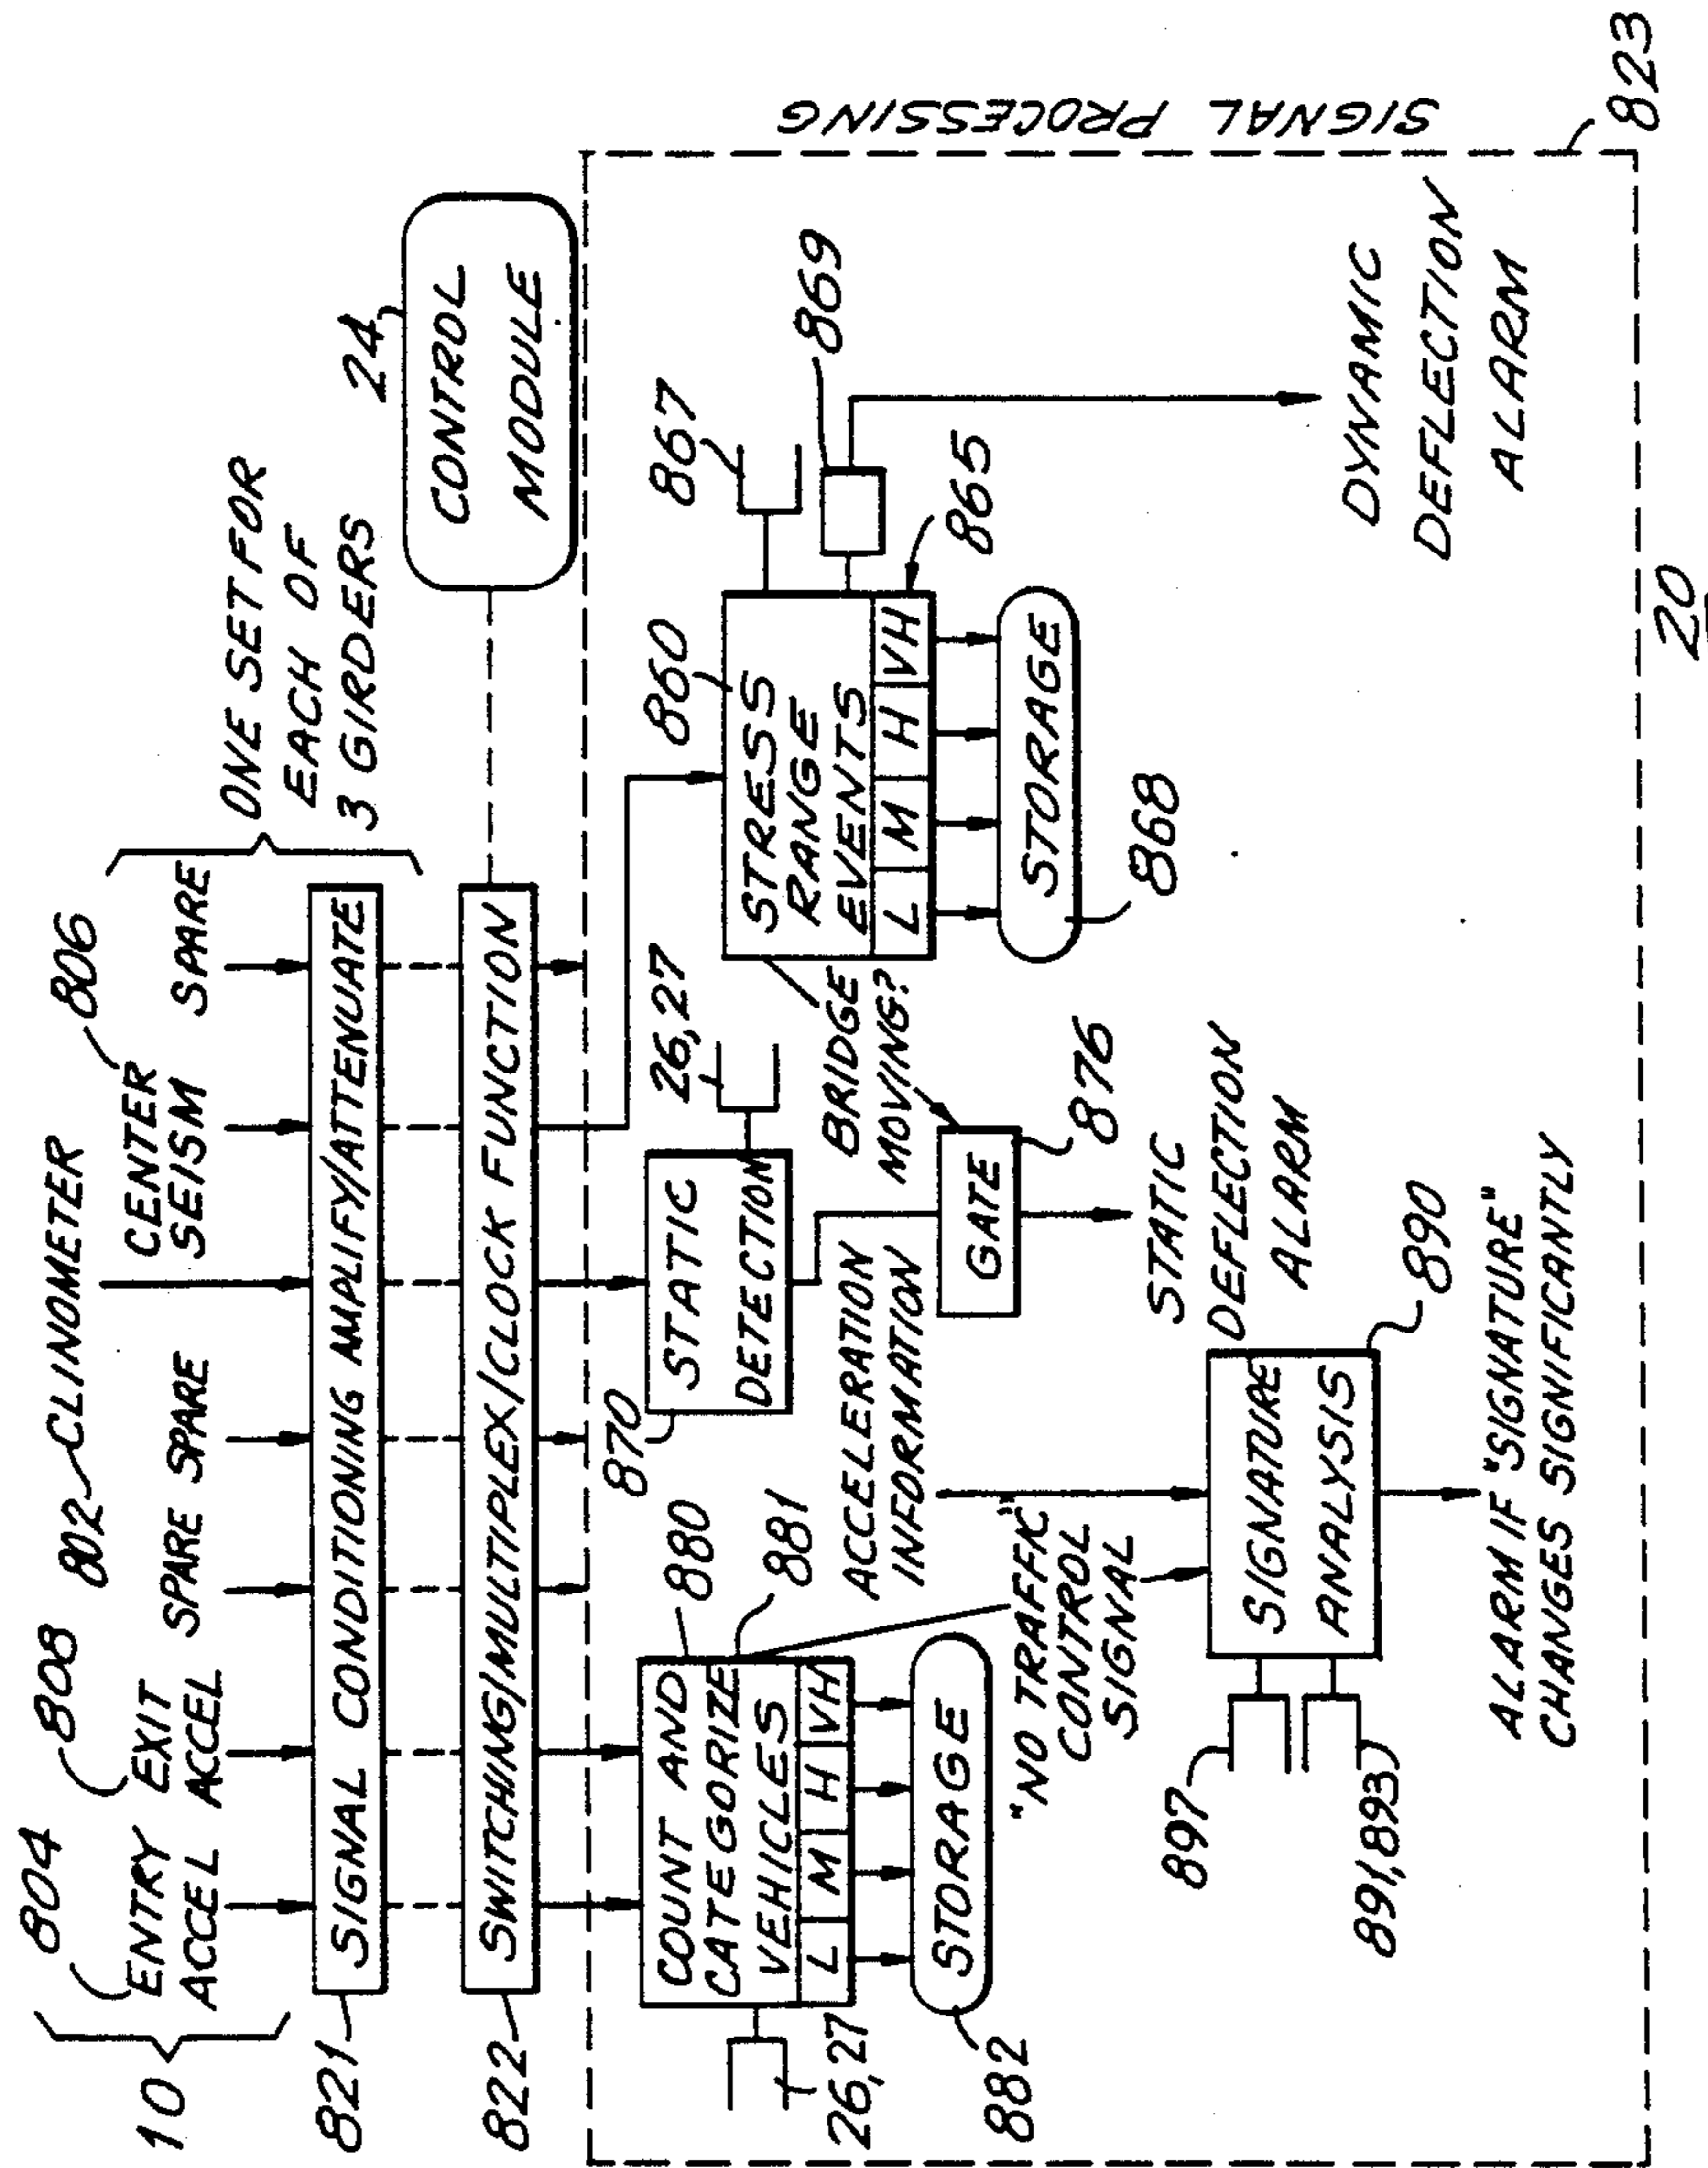 10
804
ENTRY
ACCEL
808
EXIT
ACCEL
SPARE
SPARE
802
CLINOMETER
CENTER
SEISM
806
SPARE
ONE SET FOR
EACH OF
3 GIRDERS
821
SIGNAL CONDITIONING AMPLIFY/ATTENUATE
822
SWITCHING/MULTIPLEX/CLOCK FUNCTION
24
CONTROL
MODULE
SIGNAL PROCESSING
823
COUNT AND
CATEGORIZE
VEHICLES
L M H VH
880
881
26,27
STORAGE
882
870
STATIC
DETECTION
26,27
860
STRESS
RANGE
EVENTS
L M H VH
867
869
865
STORAGE
868
BRIDGE
MOVING?
GATE
876
STATIC
DEFLECTION
ALARM
DYNAMIC
DEFLECTION
ALARM
ACCELERATION
INFORMATION
"NO TRAFFIC"
CONTROL
SIGNAL
SIGNATURE
ANALYSIS
890
897
891,893
ALARM IF "SIGNATURE"
CHANGES SIGNIFICANTLY
20